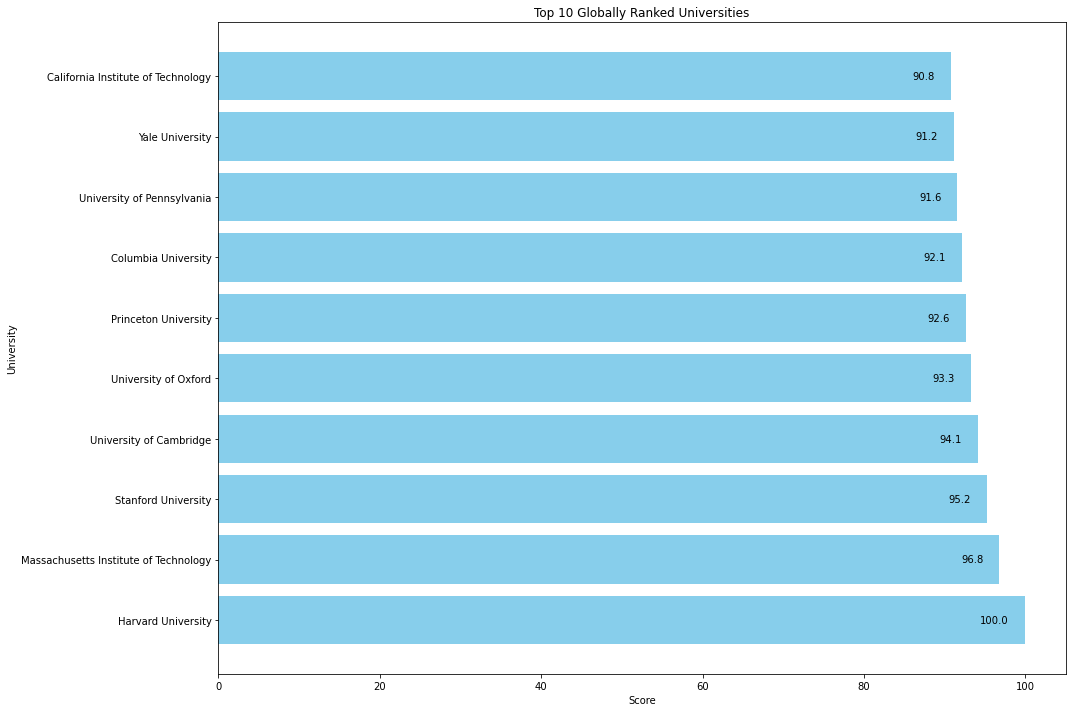 Top 10 Globally Ranked Universities
California Institute of Technology 90.8
Yale University 91.2
University of Pennsylvania 91.6
Columbia University 92.1
Princeton University 92.6
University of Oxford 93.3
University of Cambridge 94.1
Stanford University 95.2
Massachusetts Institute of Technology 96.8
Harvard University 100.0
University
0 20 40 60 80 100
Score